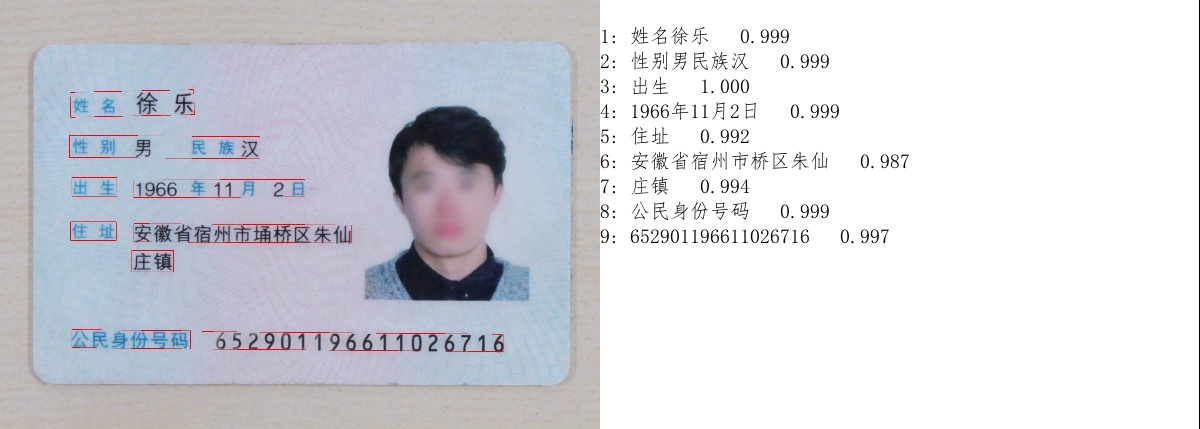 姓名 徐乐
性别 男 民族 汉
出生 1966 年 11 月 2 日
住址 安徽省宿州市埇桥区朱仙
庄镇
公民身份号码 652901196611026716
1: 姓名徐乐 0.999
2: 性别男民族汉 0.999
3: 出生 1.000
4: 1966年11月2日 0.999
5: 住址 0.992
6: 安徽省宿州市桥区朱仙 0.987
7: 庄镇 0.994
8: 公民身份号码 0.999
9: 652901196611026716 0.997